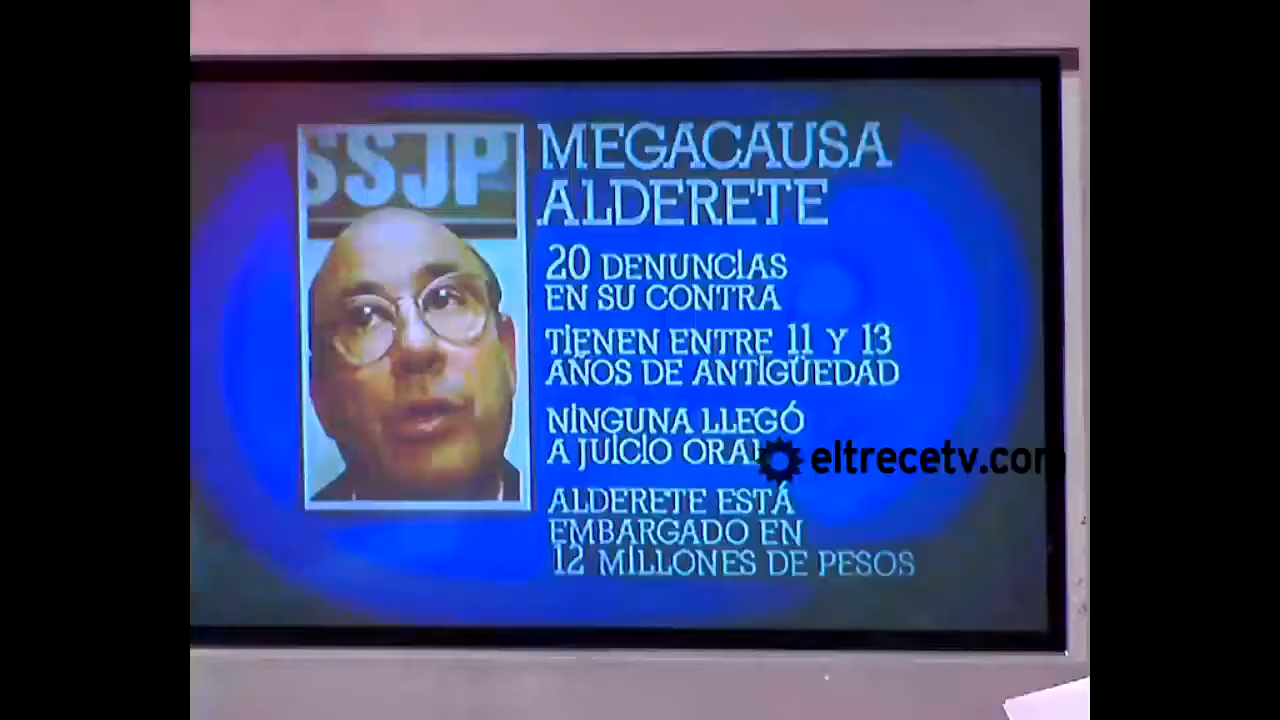 SSJP
MEGACAUSA
ALDERETE
20 DENUNCIAS
EN SU CONTRA
TIENEN ENTRE 11 Y 13
AÑOS DE ANTIGÜEDAD
NINGUNA LLEGÓ
A JUICIO ORAL
eltrecetv.com
ALDERETE ESTÁ
EMBARGADO EN
12 MILLONES DE PESOS